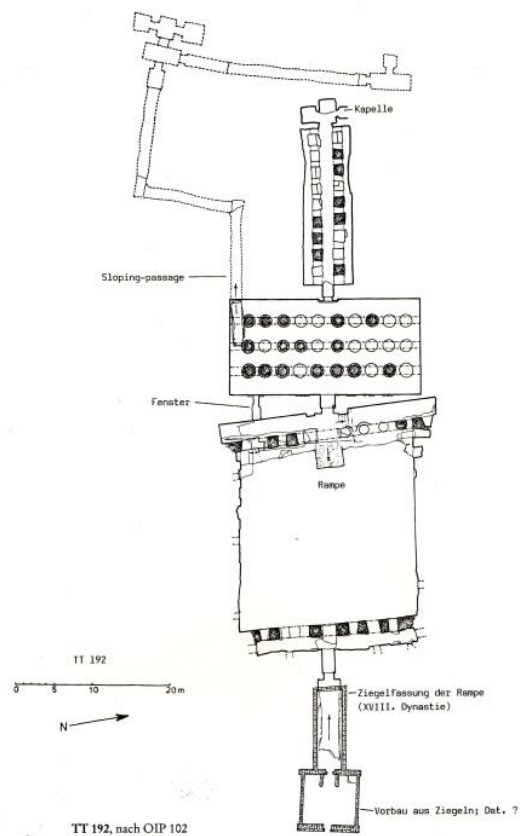 Kapelle
Sloping-passage
Fenster
Rampe
TT 192
0 5 10 20 m
N
Ziegelfassung der Rampe
(XVIII. Dynastie)
Vorbau aus Ziegeln; Dat. ?
TT 192, nach OIP 102